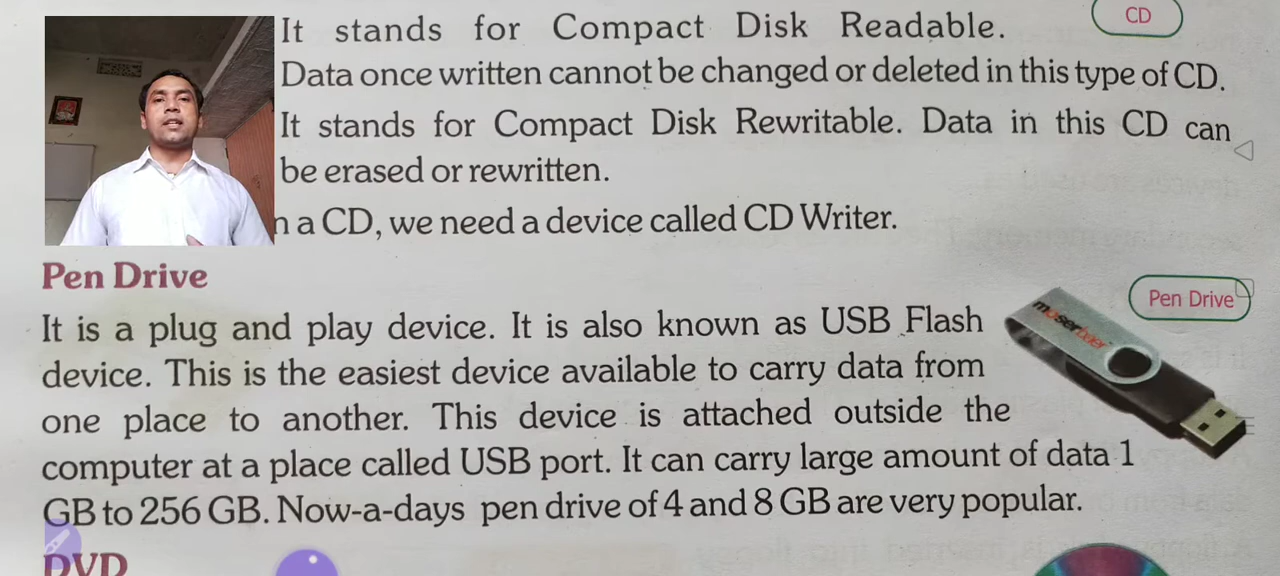 CD
It stands for Compact Disk Readable.
Data once written cannot be changed or deleted in this type of CD.
It stands for Compact Disk Rewritable. Data in this CD can
be erased or rewritten.
a CD, we need a device called CD Writer.
Pen Drive
Pen Drive
It is a plug and play device. It is also known as USB Flash
device. This is the easiest device available to carry data from
one place to another. This device is attached outside the
computer at a place called USB port. It can carry large amount of data 1
GB to 256 GB. Now-a-days pen drive of 4 and 8 GB are very popular.
moserbaer
DVD